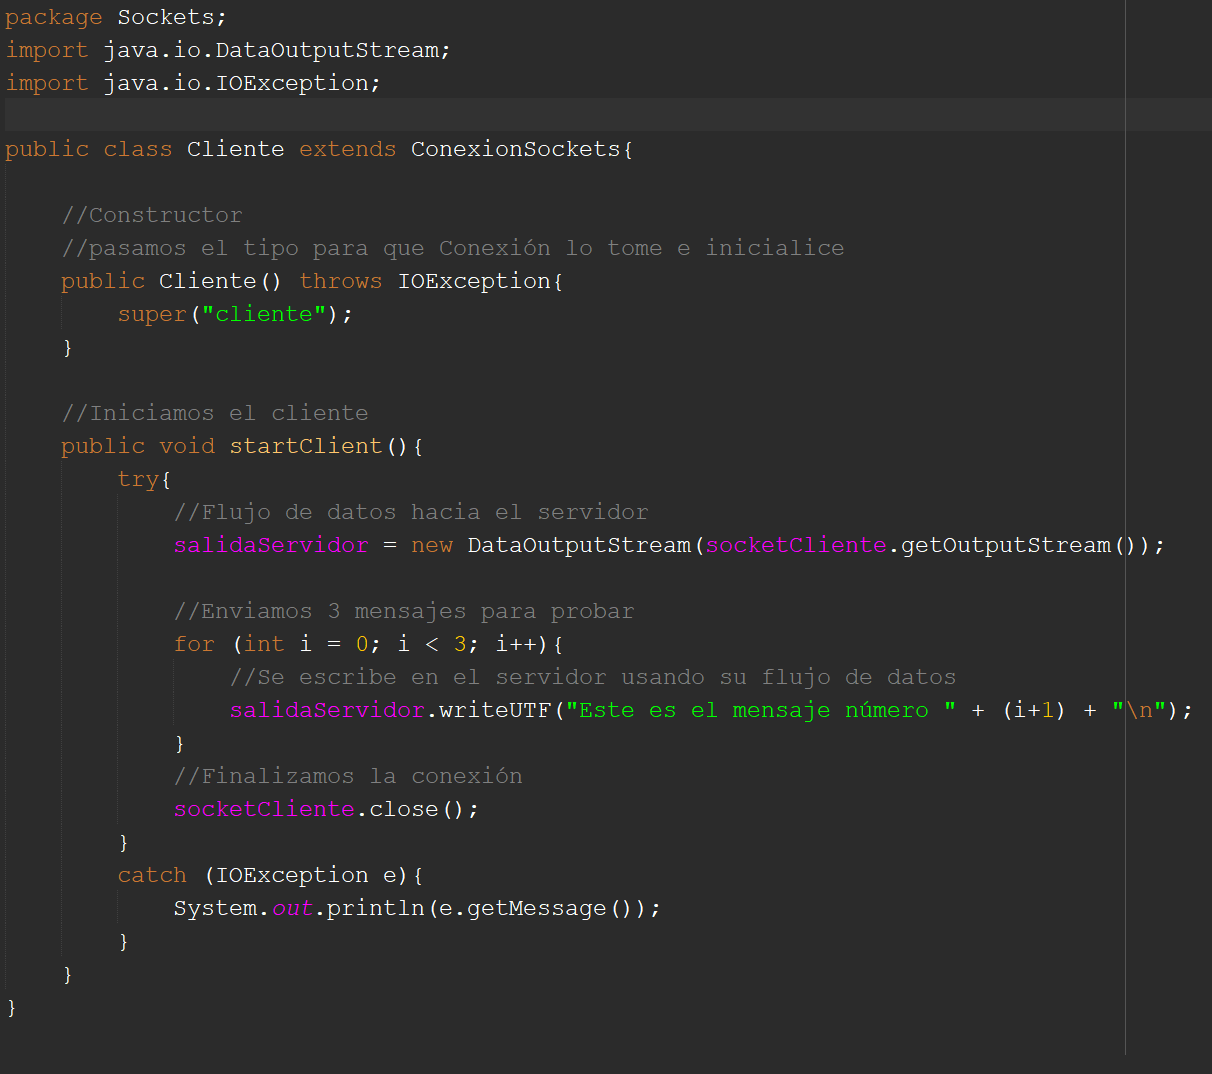 package Sockets;
import java.io.DataOutputStream;
import java.io.IOException;
public class Cliente extends ConexionSockets{
//Constructor
//pasamos el tipo para que Conexión lo tome e inicialice
public Cliente() throws IOException{
super("cliente");
}
//Iniciamos el cliente
public void startClient(){
try{
//Flujo de datos hacia el servidor
salidaServidor = new DataOutputStream(socketCliente.getOutputStream());
//Enviamos 3 mensajes para probar
for (int i = 0; i < 3; i++){
//Se escribe en el servidor usando su flujo de datos
salidaServidor.writeUTF("Este es el mensaje número " + (i+1) + "\n");
}
//Finalizamos la conexión
socketCliente.close();
}
catch (IOException e){
System.out.println(e.getMessage());
}
}
}